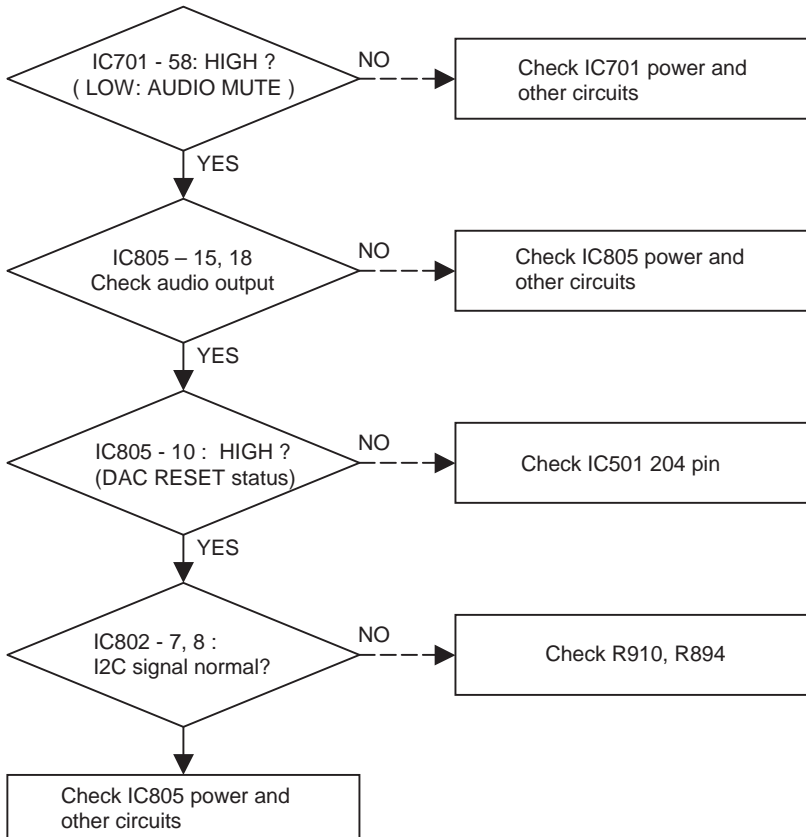 IC701 - 58: HIGH ?
( LOW: AUDIO MUTE )
NO
Check IC701 power and
other circuits
YES
IC805 – 15, 18
Check audio output
NO
Check IC805 power and
other circuits
YES
IC805 - 10 : HIGH ?
(DAC RESET status)
NO
Check IC501 204 pin
YES
IC802 - 7, 8 :
I2C signal normal?
NO
Check R910, R894
Check IC805 power and
other circuits